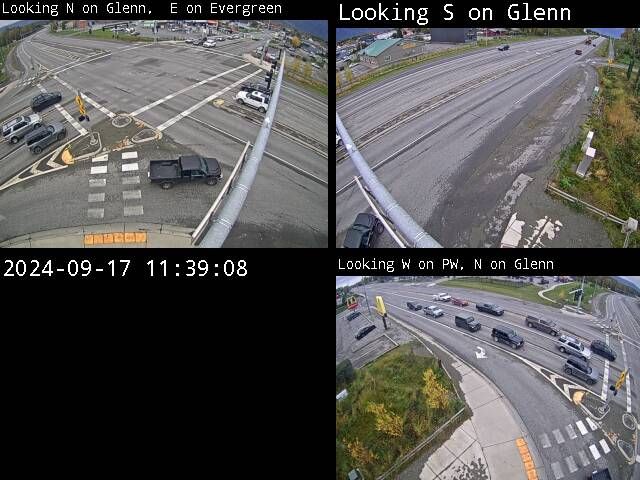 Looking N on Glenn, E on Evergreen
Looking S on Glenn
2024-09-17 11:39:08
Looking W on PW, N on Glenn